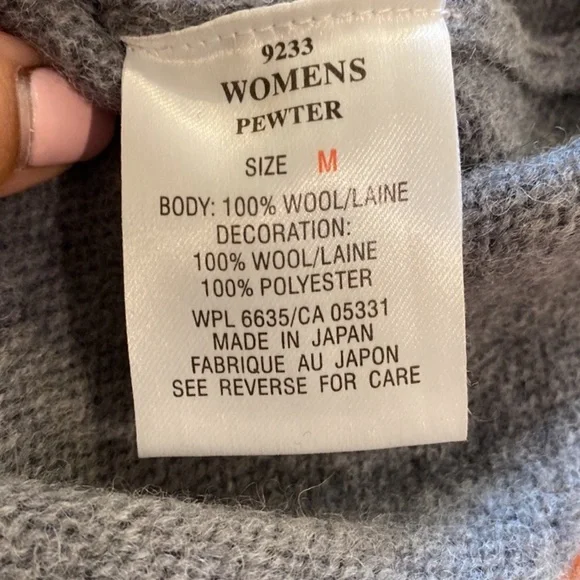 9233
WOMENS
PEWTER
SIZE M
BODY: 100% WOOL/LAINE
DECORATION:
100% WOOL/LAINE
100% POLYESTER
WPL 6635/CA 05331
MADE IN JAPAN
FABRIQUE AU JAPON
SEE REVERSE FOR CARE